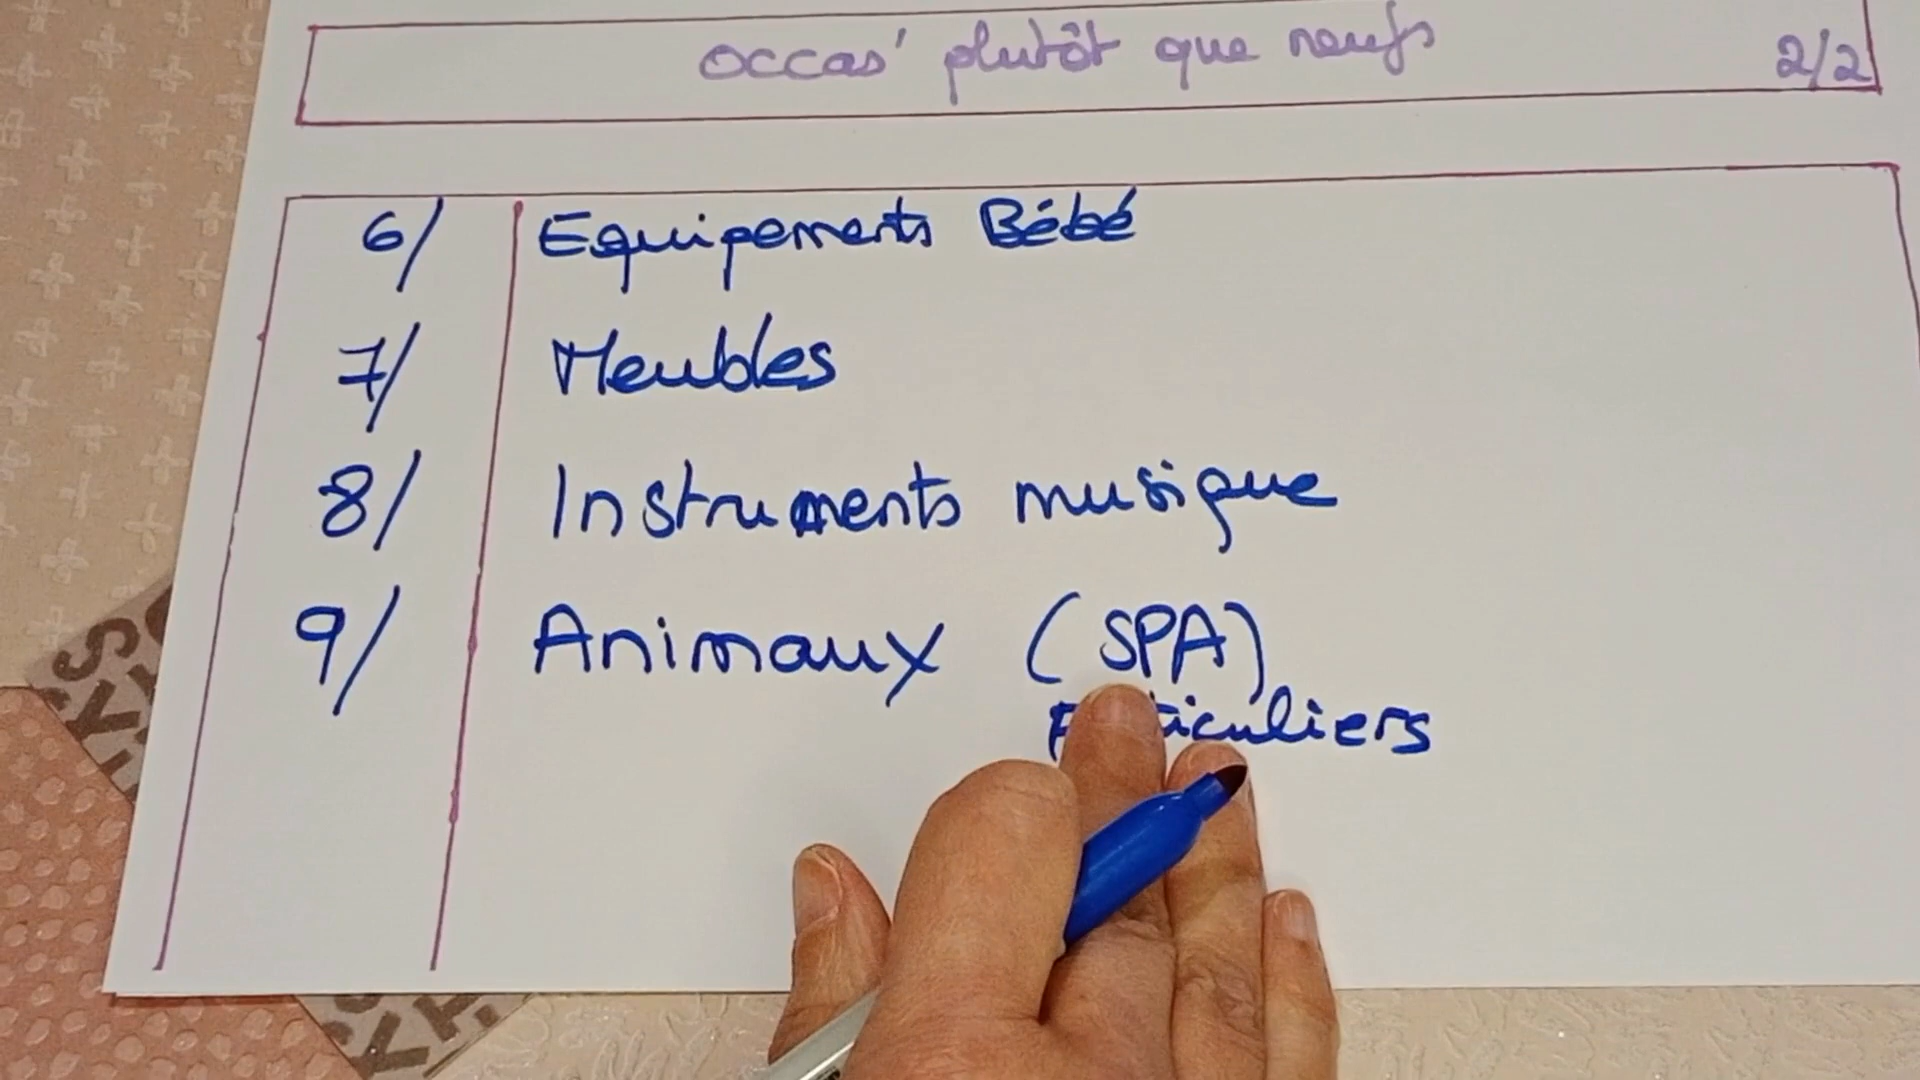 occas' plutôt que neufs 2/2
6/ Equipements Bébé
7/ Meubles
8/ Instruments musique
9/ Animaux (SPA)